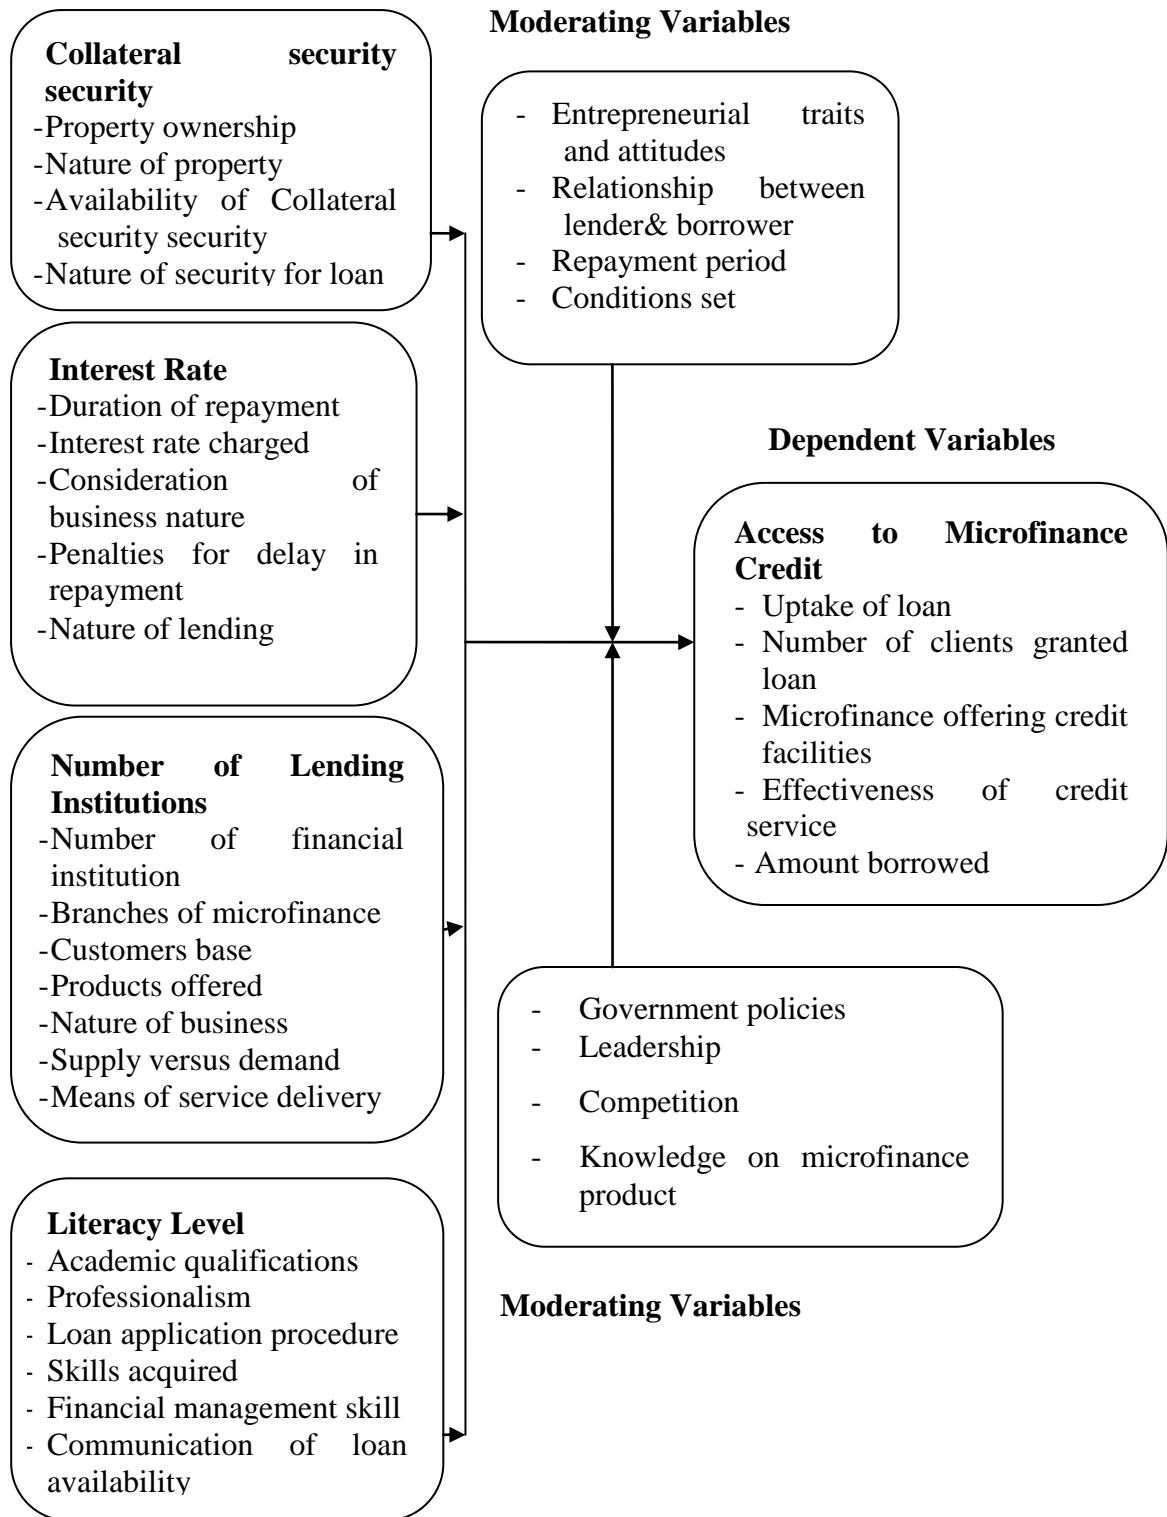 Moderating Variables
Collateral security
security
-Property ownership
-Nature of property
-Availability of Collateral
security security
-Nature of security for loan
- Entrepreneurial traits
and attitudes
- Relationship between
lender& borrower
- Repayment period
- Conditions set
Interest Rate
-Duration of repayment
-Interest rate charged
-Consideration of
business nature
-Penalties for delay in
repayment
-Nature of lending
Dependent Variables
Access to Microfinance
Credit
- Uptake of loan
- Number of clients granted
loan
- Microfinance offering credit
facilities
- Effectiveness of credit
service
- Amount borrowed
Number of Lending
Institutions
-Number of financial
institution
-Branches of microfinance
-Customers base
-Products offered
-Nature of business
-Supply versus demand
-Means of service delivery
- Government policies
- Leadership
- Competition
- Knowledge on microfinance
product
Literacy Level
- Academic qualifications
- Professionalism
- Loan application procedure
- Skills acquired
- Financial management skill
- Communication of loan
availability
Moderating Variables